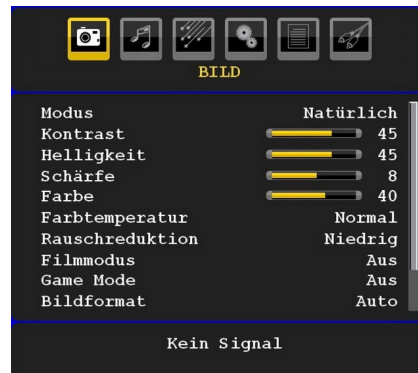 BILD
Modus Natürlich
Kontrast 45
Helligkeit 45
Schärfe 8
Farbe 40
Farbtemperatur Normal
Rauschreduktion Niedrig
Filmmodus Aus
Game Mode Aus
Bildformat Auto
Kein Signal